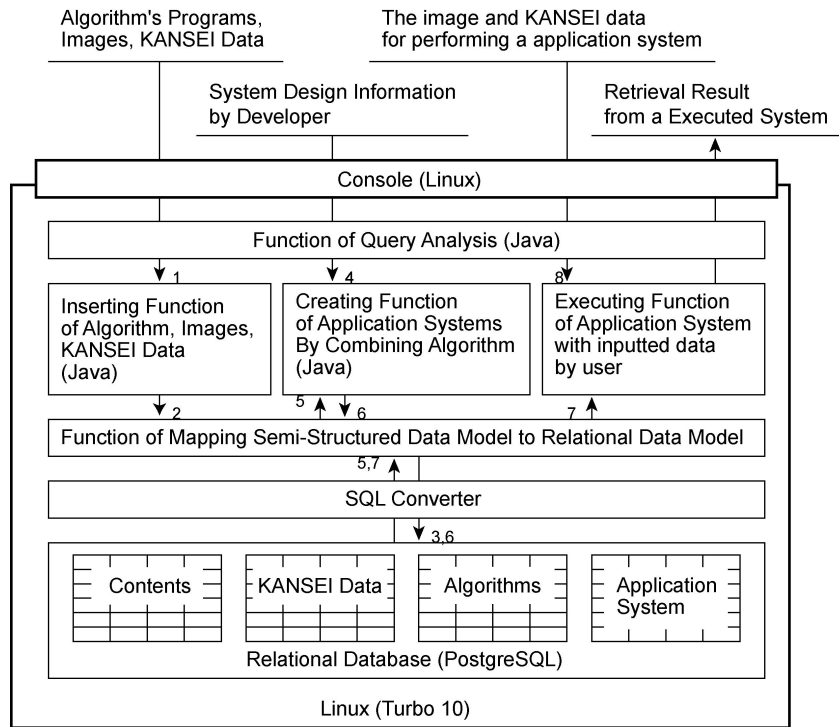 Algorithm's Programs,
Images, KANSEI Data
The image and KANSEI data
for performing a application system
System Design Information
by Developer
Retrieval Result
from a Executed System
Console (Linux)
Function of Query Analysis (Java)
1
4
8
Inserting Function
of Algorithm, Images,
KANSEI Data
(Java)
Creating Function
of Application Systems
By Combining Algorithm
(Java)
Executing Function
of Application System
with inputted data
by user
2
5
6
7
Function of Mapping Semi-Structured Data Model to Relational Data Model
5,7
SQL Converter
3,6
Contents
KANSEI Data
Algorithms
Application
System
Relational Database (PostgreSQL)
Linux (Turbo 10)